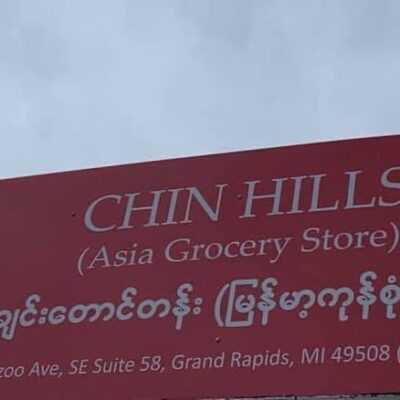 CHIN HILLS
(Asia Grocery Store)
ချင်းတောင်တန်း (မြန်မာ့ကုန်စုံ
zoo Ave, SE Suite 58, Grand Rapids, MI 49508 (